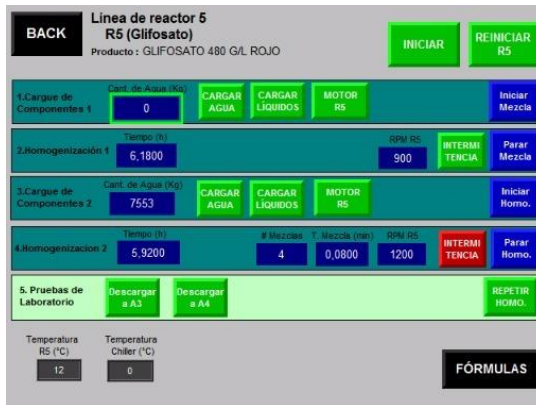 BACK
Línea de reactor 5
R5 (Glifosato)
Producto : GLIFOSATO 480 G/L ROJO
INICIAR
REINICIAR
R5
1.Cargue de
Componentes 1
Cant. de Agua (Kg)
0
CARGAR
AGUA
CARGAR
LÍQUIDOS
MOTOR
R5
Iniciar
Mezcla
2.Homogenización 1
Tiempo (h)
6,1800
RPM R5
900
INTERMI
TENCIA
Parar
Mezcla
3.Cargue de
Componentes 2
Cant. de Agua (Kg)
7553
CARGAR
AGUA
CARGAR
LÍQUIDOS
MOTOR
R5
Iniciar
Homo.
4.Homogenizacion 2
Tiempo (h)
5,9200
# Mezclas
4
T. Mezcla (min)
0,0800
RPM R5
1200
INTERMI
TENCIA
Parar
Homo.
5. Pruebas de
Laboratorio
Descargar
a A3
Descargar
a A4
REPETIR
HOMO.
Temperatura
R5 (°C)
12
Temperatura
Chiller (°C)
0
FÓRMULAS